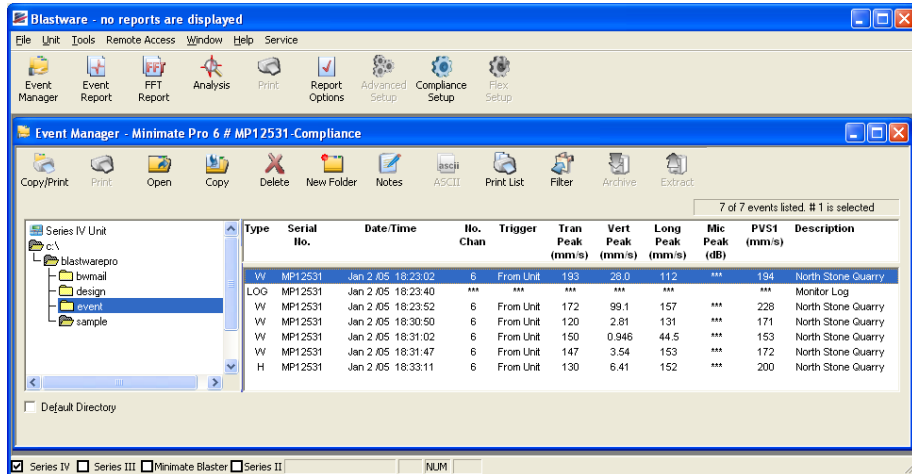 Blastware - no reports are displayed
File Unit Tools Remote Access Window Help Service
Event Manager
Event Report
FFT Report
Analysis
Print
Report Options
Advanced Setup
Compliance Setup
Flex Setup
Event Manager - Minimate Pro 6 # MP12531-Compliance
Copy/Print Print Open Copy Delete New Folder Notes ASCII Print List Filter Archive Extract
7 of 7 events listed. # 1 is selected
Series IV Unit
c:\
blastwarepro
bwmail
design
event
sample
Default Directory
Type Serial No. Date/Time No. Chan Trigger Tran Peak (mm/s) Vert Peak (mm/s) Long Peak (mm/s) Mic Peak (dB) PVS1 (mm/s) Description
W MP12531 Jan 2 /05 18:23:02 6 From Unit 193 28.0 112 *** 194 North Stone Quarry
LOG MP12531 Jan 2 /05 18:23:40 *** *** *** *** *** *** Monitor Log
W MP12531 Jan 2 /05 18:23:52 6 From Unit 172 99.1 157 *** 228 North Stone Quarry
W MP12531 Jan 2 /05 18:30:50 6 From Unit 120 2.81 131 *** 171 North Stone Quarry
W MP12531 Jan 2 /05 18:31:02 6 From Unit 150 0.946 44.5 *** 153 North Stone Quarry
W MP12531 Jan 2 /05 18:31:47 6 From Unit 147 3.54 153 *** 172 North Stone Quarry
H MP12531 Jan 2 /05 18:33:11 6 From Unit 130 6.41 152 *** 200 North Stone Quarry
Series IV Series III Minimate Blaster Series II NUM